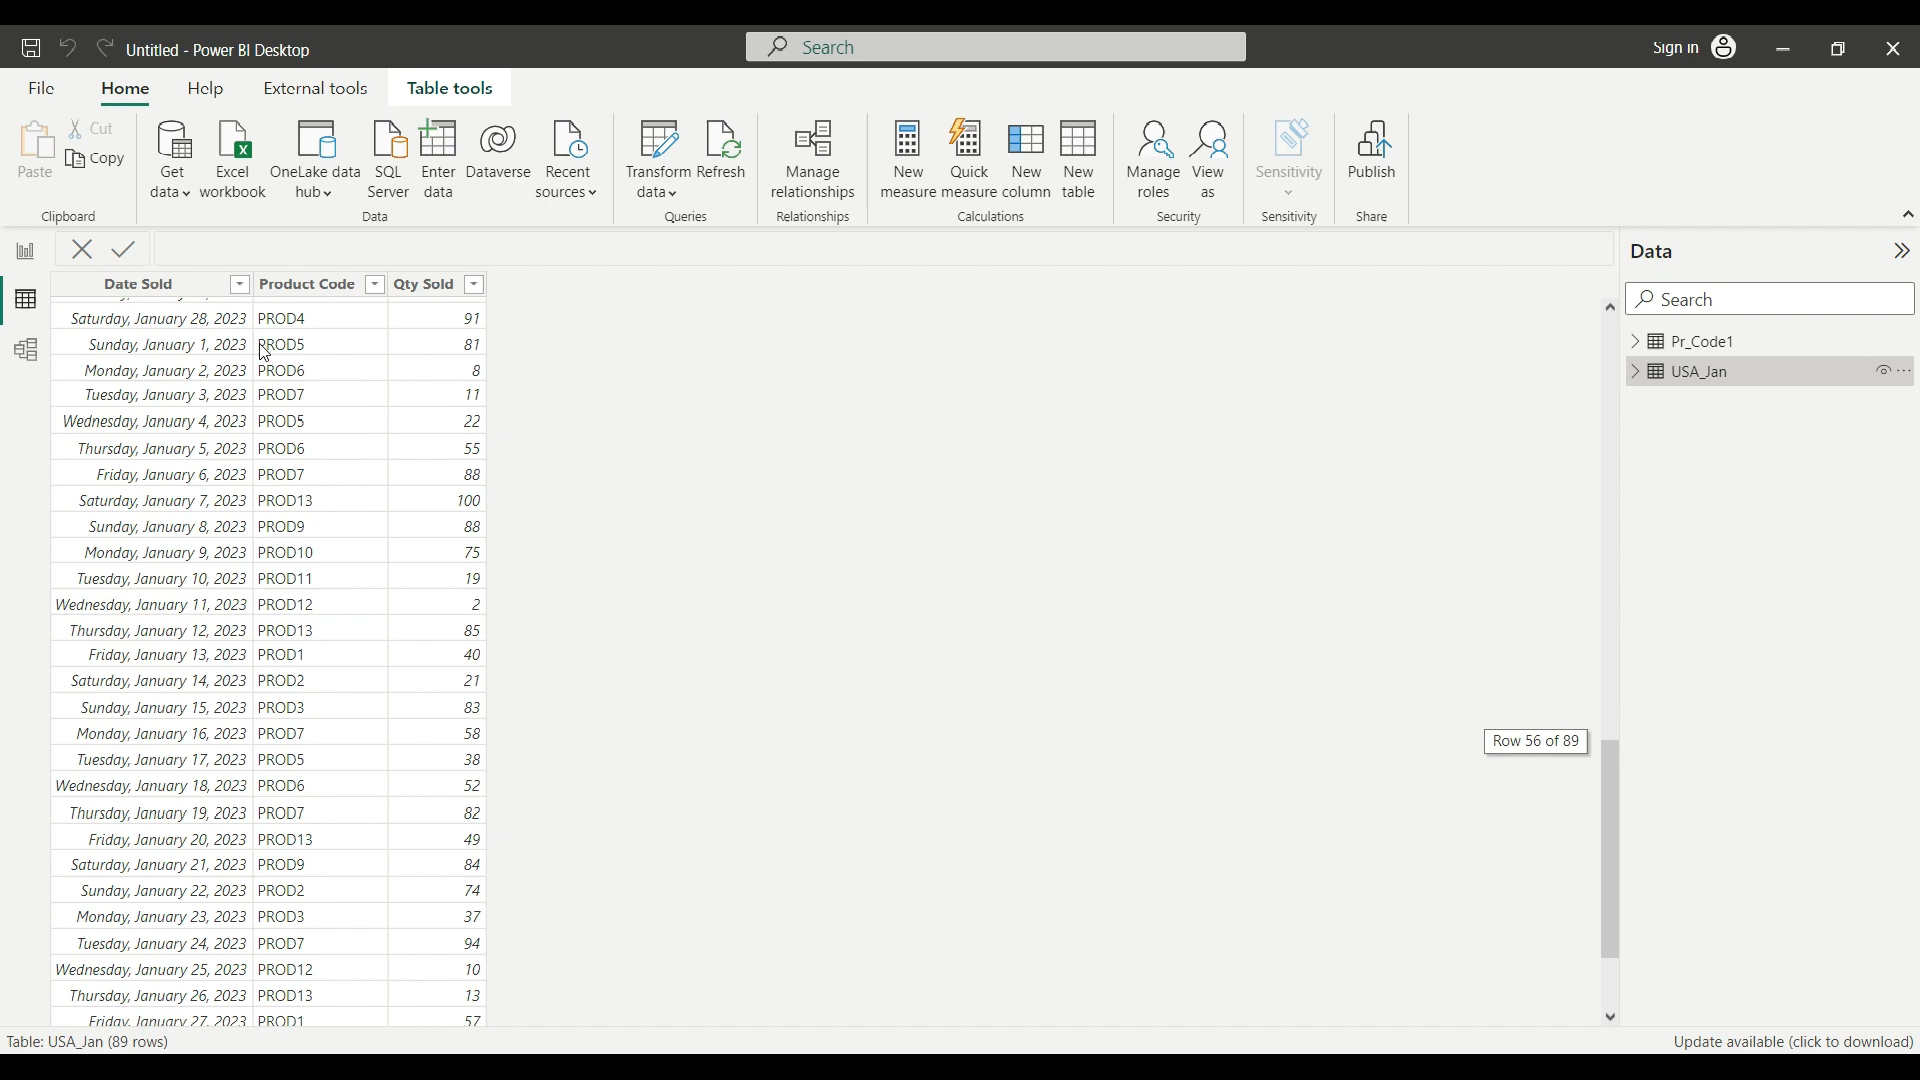 Untitled - Power BI Desktop
Search
Sign in
File
Home
Help
External tools
Table tools
Paste
Cut
Copy
Clipboard
Get data
Excel workbook
OneLake data hub
SQL Server
Enter data
Dataverse
Recent sources
Data
Transform data
Refresh
Queries
Manage relationships
Relationships
New measure
Quick measure
New column
New table
Calculations
Manage roles
View as
Security
Sensitivity
Sensitivity
Publish
Share
Date Sold Product Code Qty Sold
Saturday, January 28, 2023 PROD4 91
Sunday, January 1, 2023 PROD5 81
Monday, January 2, 2023 PROD6 8
Tuesday, January 3, 2023 PROD7 11
Wednesday, January 4, 2023 PROD5 22
Thursday, January 5, 2023 PROD6 55
Friday, January 6, 2023 PROD7 88
Saturday, January 7, 2023 PROD13 100
Sunday, January 8, 2023 PROD9 88
Monday, January 9, 2023 PROD10 75
Tuesday, January 10, 2023 PROD11 19
Wednesday, January 11, 2023 PROD12 2
Thursday, January 12, 2023 PROD13 85
Friday, January 13, 2023 PROD1 40
Saturday, January 14, 2023 PROD2 21
Sunday, January 15, 2023 PROD3 83
Monday, January 16, 2023 PROD7 58
Tuesday, January 17, 2023 PROD5 38
Wednesday, January 18, 2023 PROD6 52
Thursday, January 19, 2023 PROD7 82
Friday, January 20, 2023 PROD13 49
Saturday, January 21, 2023 PROD9 84
Sunday, January 22, 2023 PROD2 74
Monday, January 23, 2023 PROD3 37
Tuesday, January 24, 2023 PROD7 94
Wednesday, January 25, 2023 PROD12 10
Thursday, January 26, 2023 PROD13 13
Friday, January 27, 2023 PROD1 57
Row 56 of 89
Data
Search
Pr_Code1
USA_Jan
Table: USA_Jan (89 rows)
Update available (click to download)